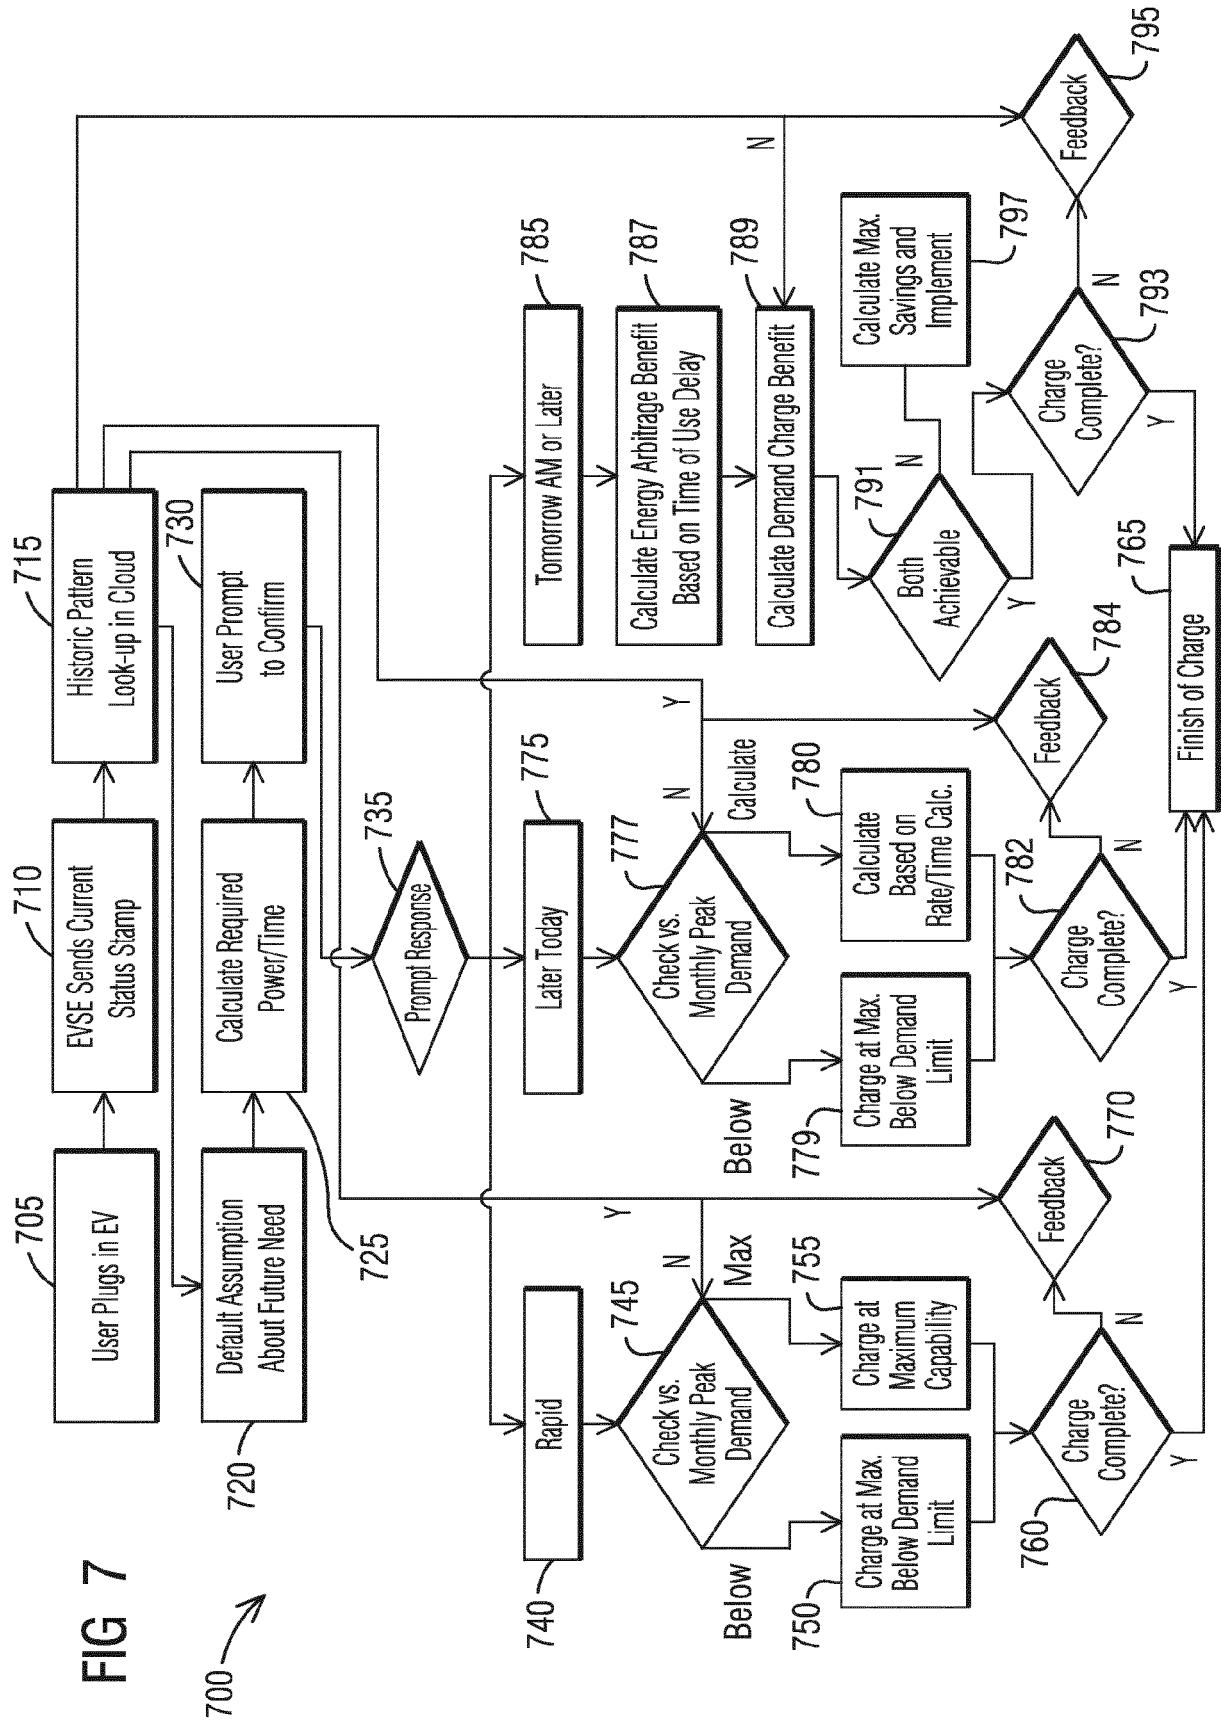 FIG 7
700
705
User Plugs in EV
710
EVSE Sends Current
Status Stamp
715
Historic Pattern
Look-up in Cloud
720
Default Assumption
About Future Need
725
Calculate Required
Power/Time
730
User Prompt
to Confirm
735
Prompt Response
740
Rapid
775
Later Today
785
Tomorrow AM or Later
745
Check vs.
Monthly Peak
Demand
Y
N
Below
Max
777
Check vs.
Monthly Peak
Demand
Y
N
Below
Calculate
787
Calculate Energy Arbitrage Benefit
Based on Time of Use Delay
789
Calculate Demand Charge Benefit
N
750
Charge at Max.
Below Demand
Limit
755
Charge at
Maximum
Capability
779
Charge at Max.
Below Demand
Limit
780
Calculate
Based on
Rate/Time Calc.
791
Both
Achievable
N
Y
797
Calculate Max.
Savings and
Implement
760
Charge
Complete?
N
Y
770
Feedback
782
Charge
Complete?
N
Y
784
Feedback
793
Charge
Complete?
N
Y
795
Feedback
765
Finish of Charge